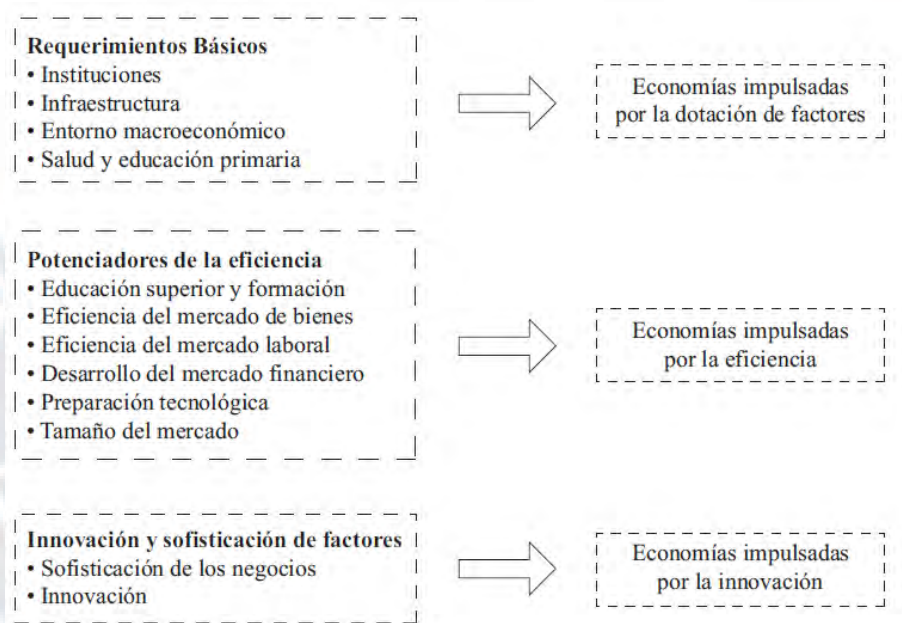 Requerimientos Básicos
• Instituciones
• Infraestructura
• Entorno macroeconómico
• Salud y educación primaria
Economías impulsadas
por la dotación de factores
Potenciadores de la eficiencia
• Educación superior y formación
• Eficiencia del mercado de bienes
• Eficiencia del mercado laboral
• Desarrollo del mercado financiero
• Preparación tecnológica
• Tamaño del mercado
Economías impulsadas
por la eficiencia
Innovación y sofisticación de factores
• Sofisticación de los negocios
• Innovación
Economías impulsadas
por la innovación